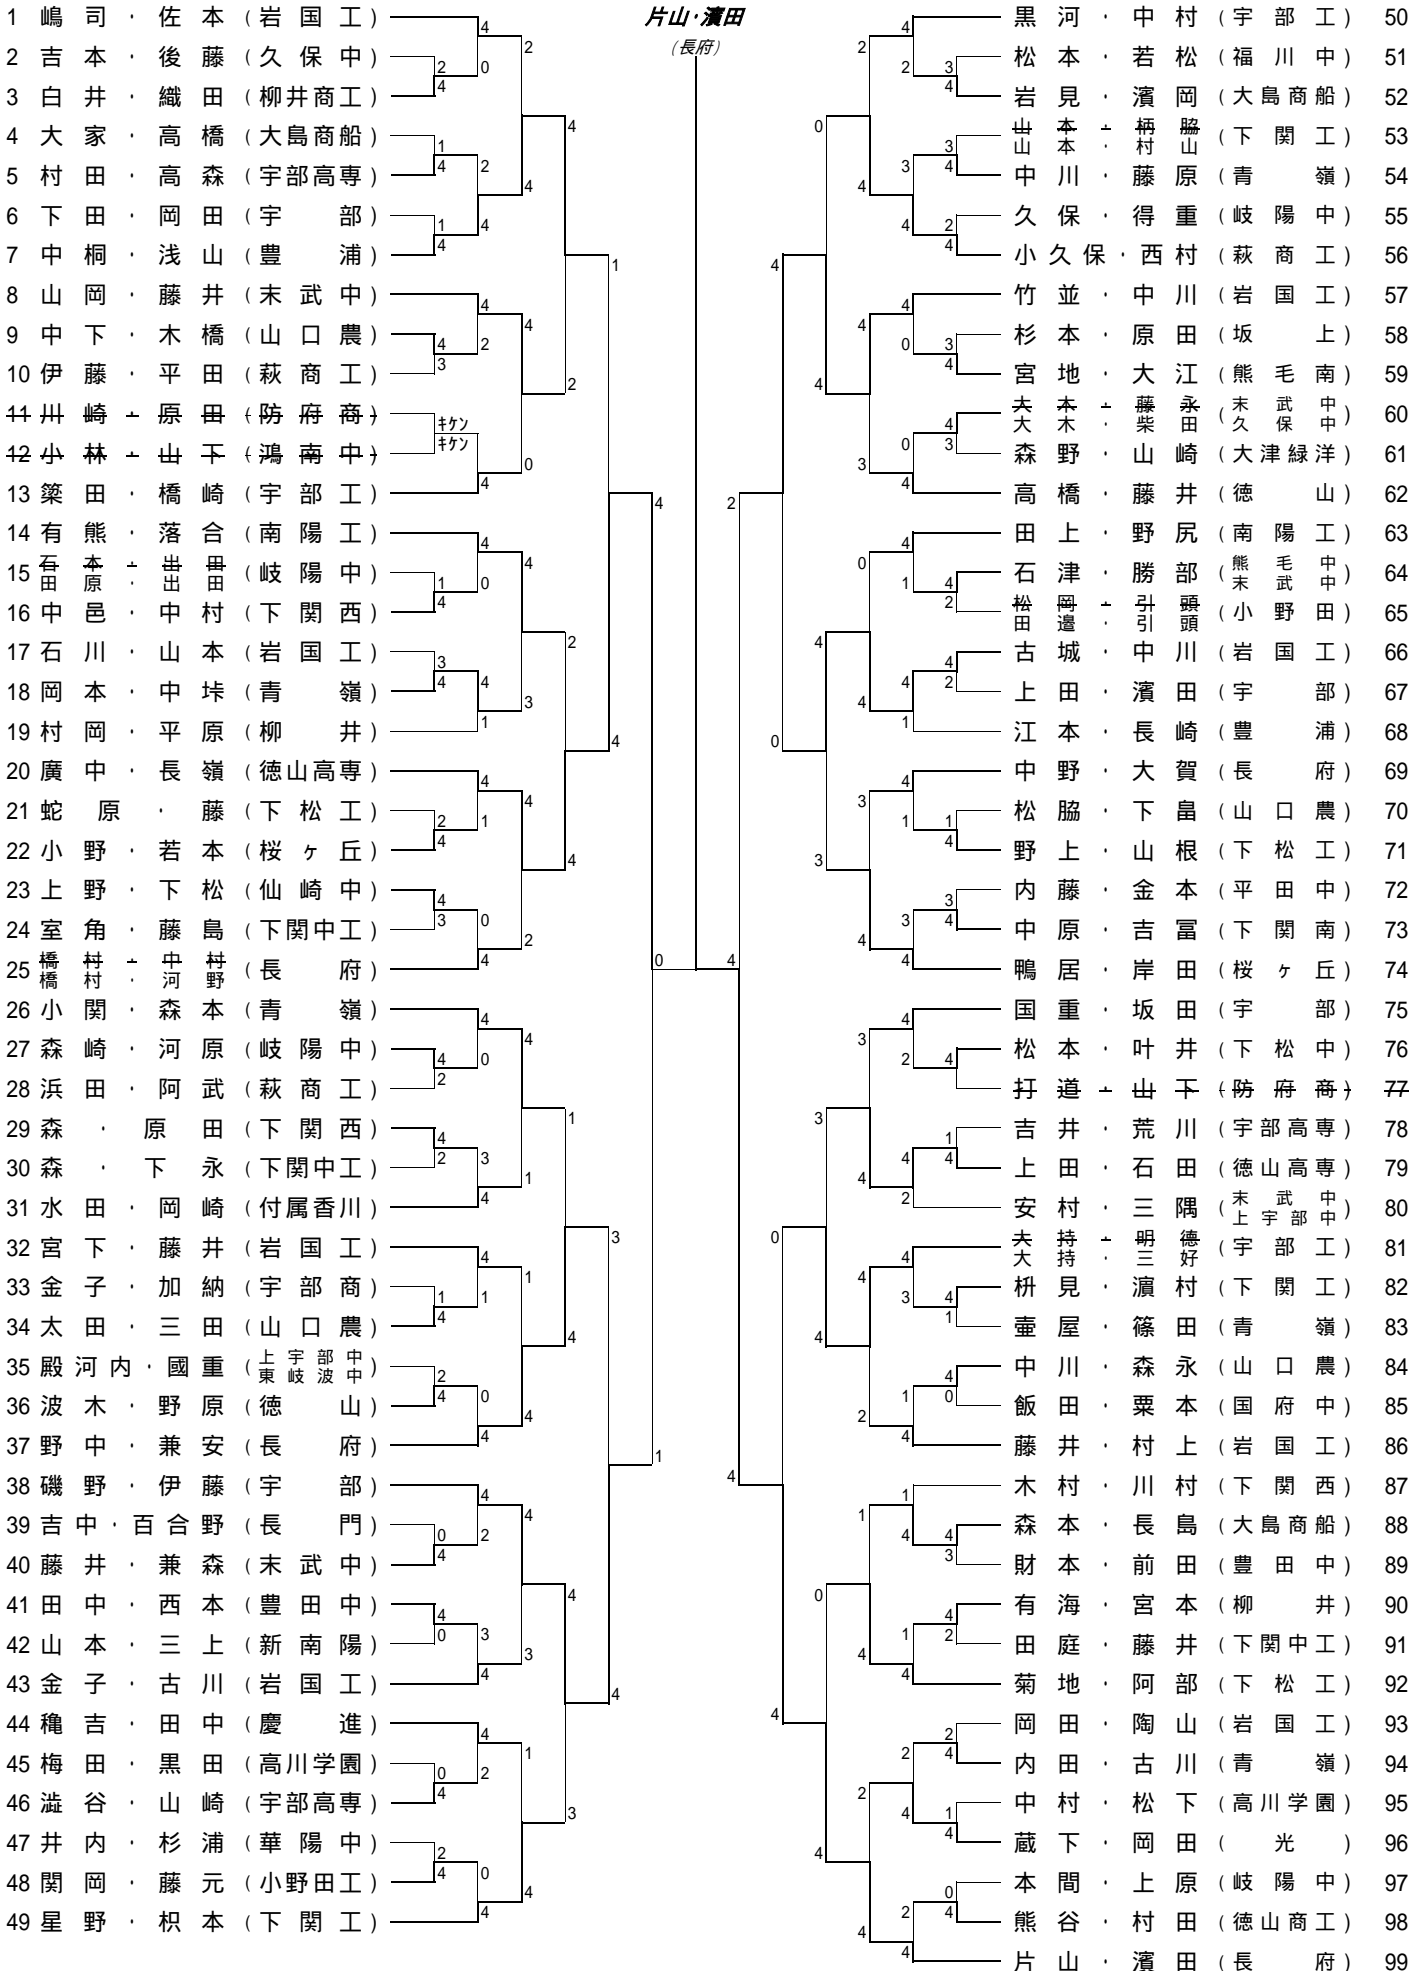 片山・濵田
(長府)
1 嶋司・佐本(岩国工)
2 吉本・後藤(久保中)
3 白井・織田(柳井商工)
4 大家・高橋(大島商船)
5 村田・高森(宇部高専)
6 下田・岡田(宇部)
7 中桐・浅山(豊浦)
8 山岡・藤井(末武中)
9 中下・木橋(山口農)
10 伊藤・平田(萩商工)
11 川崎・原田(防府商)
キケン
キケン
12 小林・山下(鴻南中)
13 簗田・橋崎(宇部工)
14 有熊・落合(南陽工)
石本・出田
15 田原・出田(岐陽中)
16 中邑・中村(下関西)
17 石川・山本(岩国工)
18 岡本・中垰(青嶺)
19 村岡・平原(柳井)
20 廣中・長嶺(徳山高専)
21 蛇原・藤(下松工)
22 小野・若本(桜ヶ丘)
23 上野・下松(仙崎中)
24 室角・藤島(下関中工)
橋村・中村
25 橋村・河野(長府)
26 小関・森本(青嶺)
27 森崎・河原(岐陽中)
28 浜田・阿武(萩商工)
29 森・原田(下関西)
30 森・下永(下関中工)
31 水田・岡崎(付属香川)
32 宮下・藤井(岩国工)
33 金子・加納(宇部商)
34 太田・三田(山口農)
35 殿河内・國重(上宇部中 東岐波中)
36 波木・野原(徳山)
37 野中・兼安(長府)
38 磯野・伊藤(宇部)
39 吉中・百合野(長門)
40 藤井・兼森(末武中)
41 田中・西本(豊田中)
42 山本・三上(新南陽)
43 金子・古川(岩国工)
44 穐吉・田中(慶進)
45 梅田・黒田(高川学園)
46 澁谷・山崎(宇部高専)
47 井内・杉浦(華陽中)
48 関岡・藤元(小野田工)
49 星野・枳本(下関工)
黒河・中村(宇部工) 50
松本・若松(福川中) 51
岩見・濱岡(大島商船) 52
山本・柄脇
山本・村山(下関工) 53
中川・藤原(青嶺) 54
久保・得重(岐陽中) 55
小久保・西村(萩商工) 56
竹並・中川(岩国工) 57
杉本・原田(坂上) 58
宮地・大江(熊毛南) 59
大木・藤永
大木・柴田(末武中 久保中) 60
森野・山崎(大津緑洋) 61
高橋・藤井(徳山) 62
田上・野尻(南陽工) 63
石津・勝部(熊毛中 末武中) 64
松岡・引頭
田邉・引頭(小野田) 65
古城・中川(岩国工) 66
上田・濱田(宇部) 67
江本・長崎(豊浦) 68
中野・大賀(長府) 69
松脇・下畠(山口農) 70
野上・山根(下松工) 71
内藤・金本(平田中) 72
中原・吉冨(下関南) 73
鴨居・岸田(桜ヶ丘) 74
国重・坂田(宇部) 75
松本・叶井(下松中) 76
打道・山下(防府商) 77
吉井・荒川(宇部高専) 78
上田・石田(徳山高専) 79
安村・三隅(末武中 上宇部中) 80
大持・明徳
大持・三好(宇部工) 81
枡見・濵村(下関工) 82
壷屋・篠田(青嶺) 83
中川・森永(山口農) 84
飯田・粟本(国府中) 85
藤井・村上(岩国工) 86
木村・川村(下関西) 87
森本・長島(大島商船) 88
財本・前田(豊田中) 89
有海・宮本(柳井) 90
田庭・藤井(下関中工) 91
菊地・阿部(下松工) 92
岡田・陶山(岩国工) 93
内田・古川(青嶺) 94
中村・松下(高川学園) 95
蔵下・岡田(光) 96
本間・上原(岐陽中) 97
熊谷・村田(徳山商工) 98
片山・濵田(長府) 99